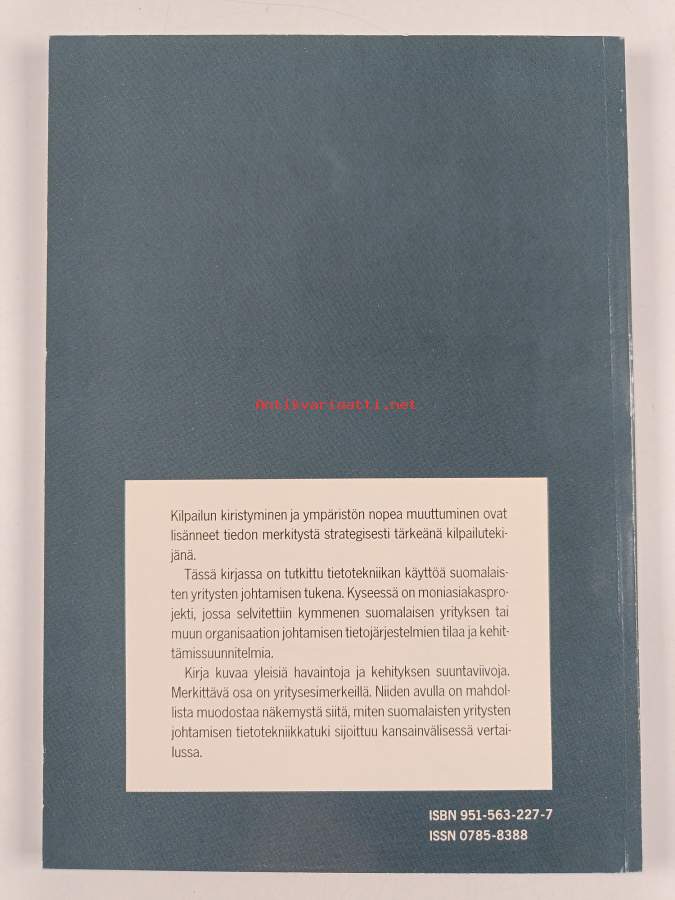 Antikvariaatti.net
Kilpailun kiristyminen ja ympäristön nopea muuttuminen ovat
lisänneet tiedon merkitystä strategisesti tärkeänä kilpailuteki-
jänä.
Tässä kirjassa on tutkittu tietotekniikan käyttöä suomalais-
ten yritysten johtamisen tukena. Kyseessä on moniasiakaspro-
jekti, jossa selvitettiin kymmenen suomalaisen yrityksen tai
muun organisaation johtamisen tietojärjestelmien tilaa ja kehit-
tämissuunnitelmia.
Kirja kuvaa yleisiä havaintoja ja kehityksen suuntaviivoja.
Merkittävä osa on yritysesimerkeillä. Niiden avulla on mahdol-
lista muodostaa näkemystä siitä, miten suomalaisten yritysten
johtamisen tietotekniikkatuki sijoittuu kansainvälisessä vertai-
lussa.
ISBN 951-563-227-7
ISSN 0785-8388